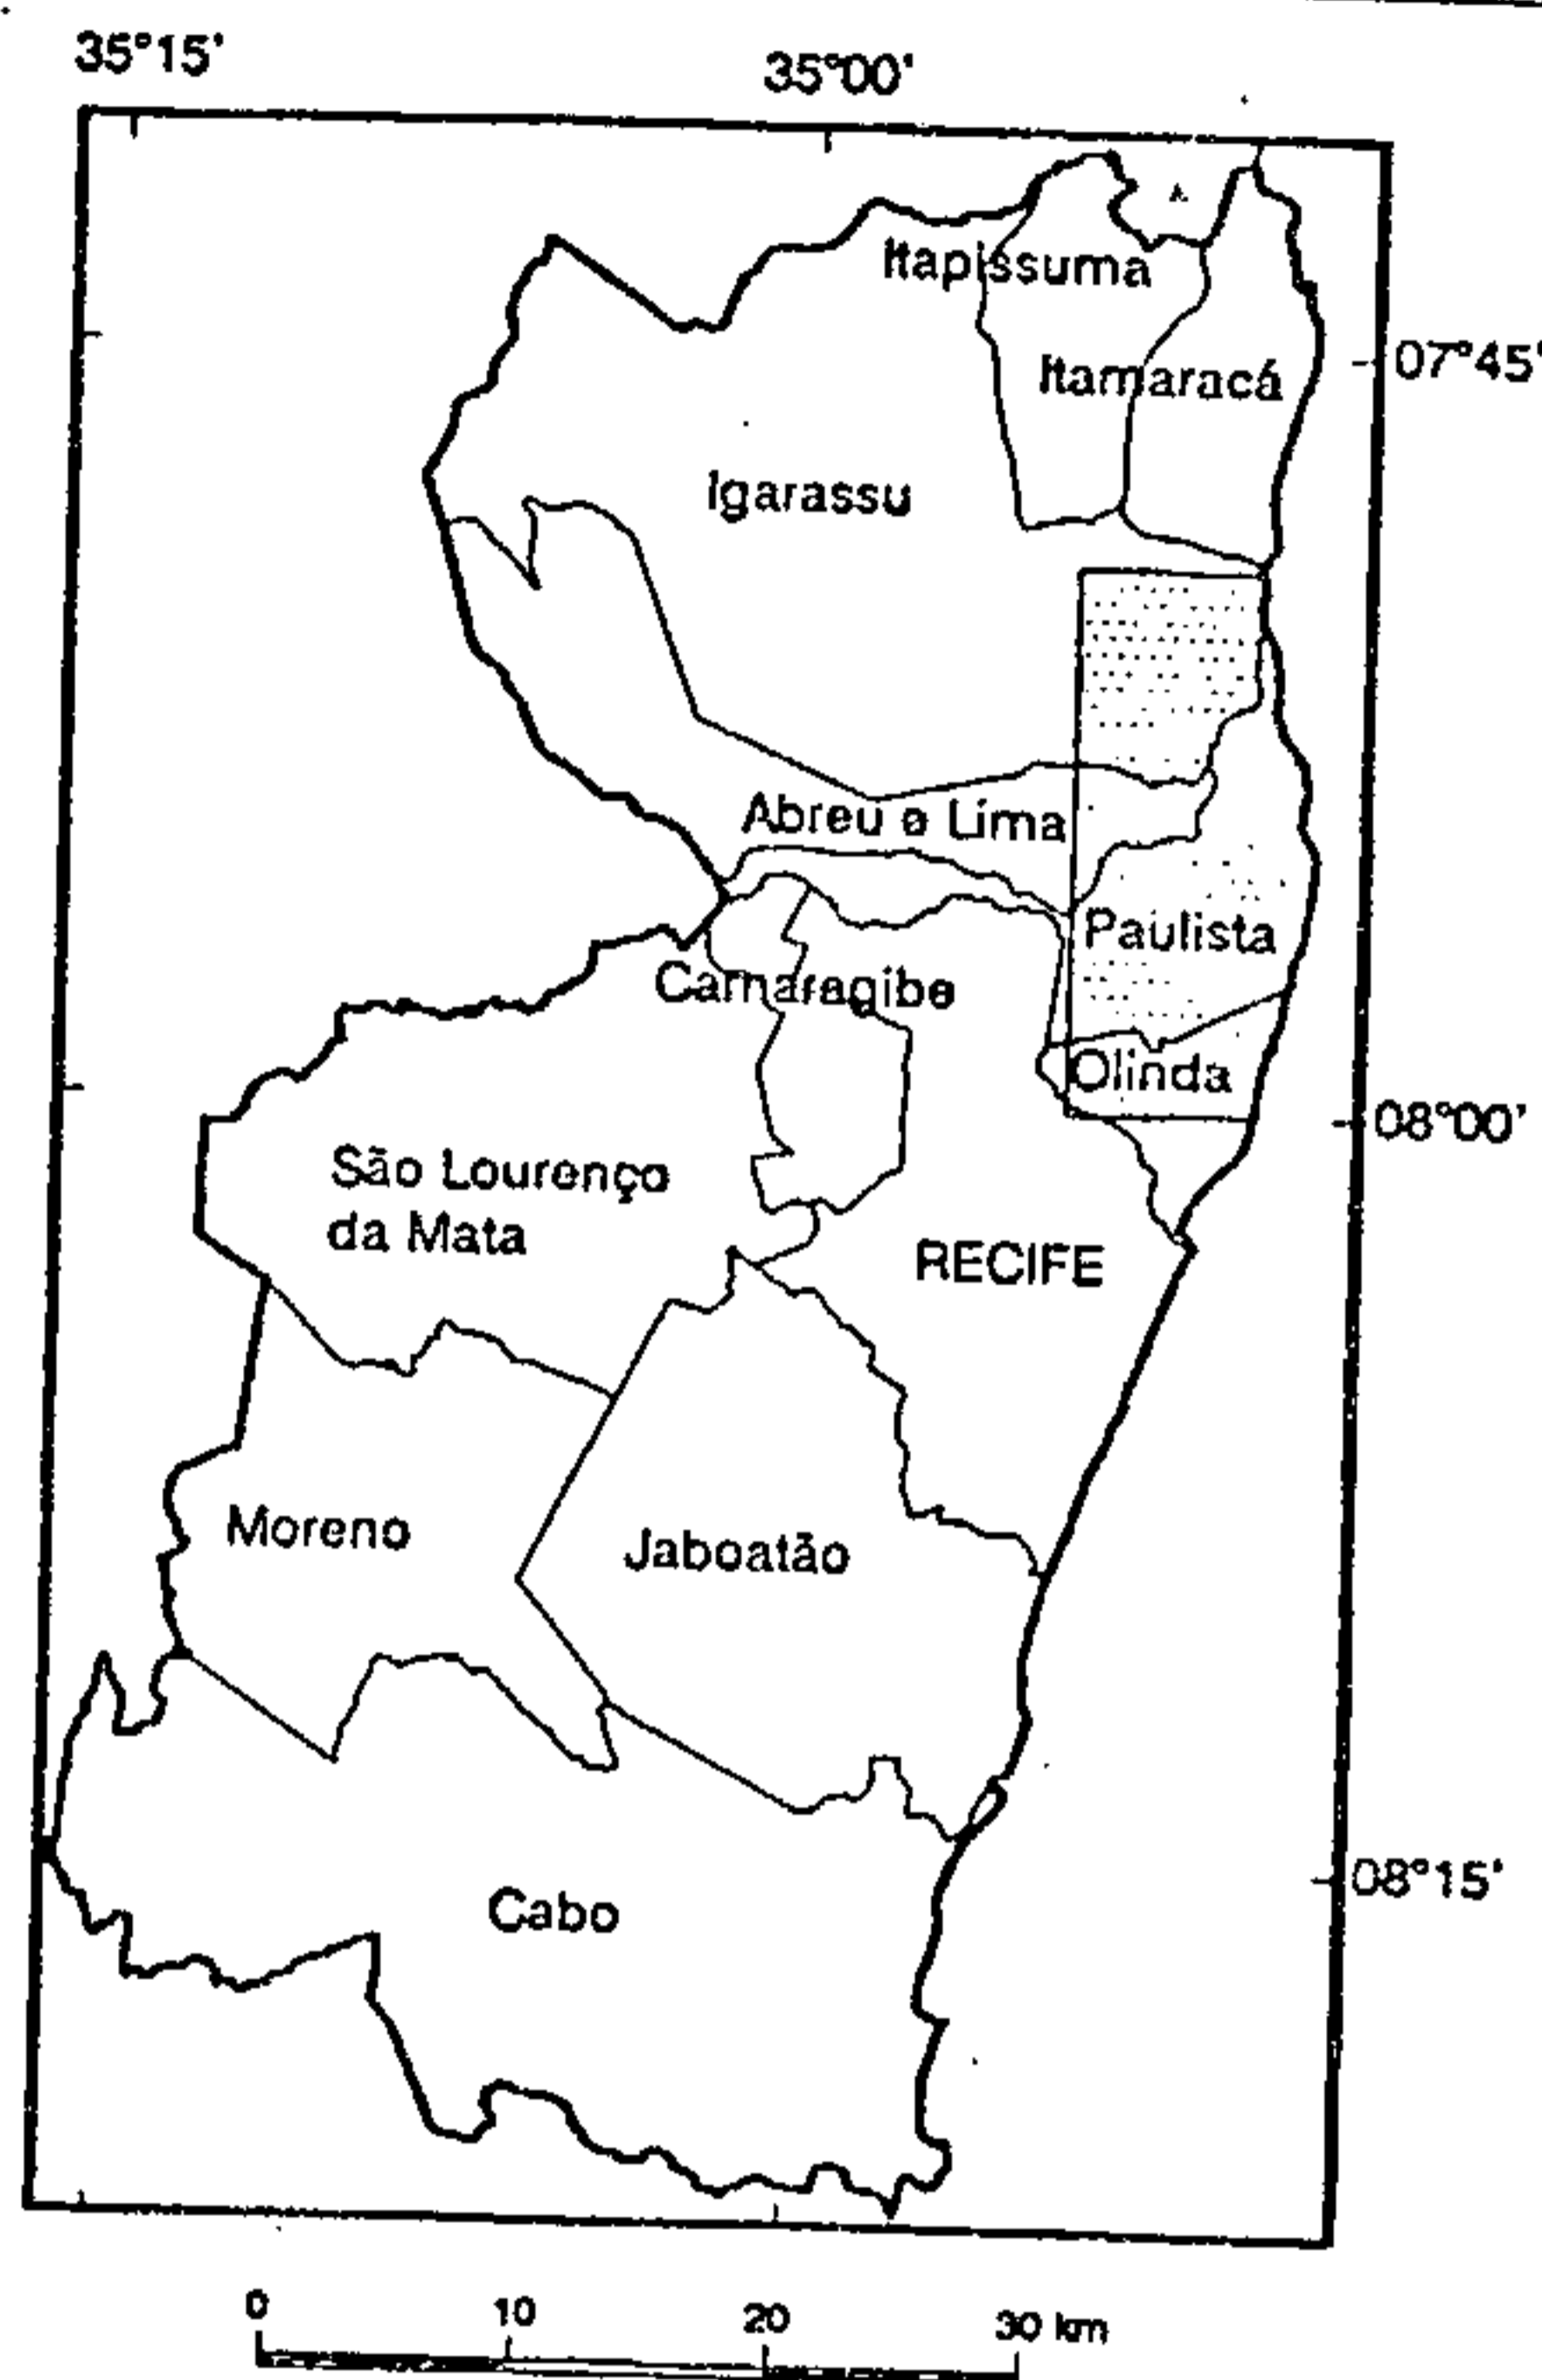 35°15'
35°00'
Itapissuma
07°45'
Itamaracá
Igarassu
Abreu e Lima
Paulista
Camaragibe
Olinda
08°00'
São Lourenço
da Mata
RECIFE
Moreno
Jaboatão
08°15'
Cabo
0 10 20 30 km